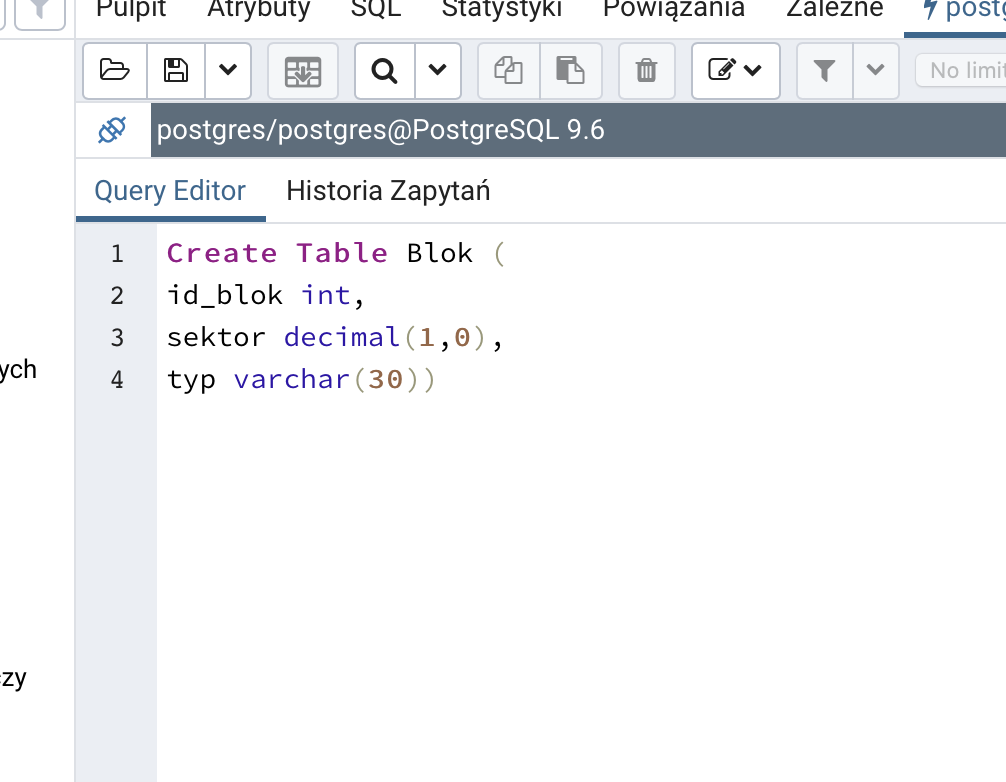 Pulpit Atrybuty SQL Statystyki Powiązania Zależne
No limit
postgres/postgres@PostgreSQL 9.6
Query Editor Historia Zapytań
1 Create Table Blok (
2 id_blok int,
3 sektor decimal(1,0),
ych
4 typ varchar(30))
zy